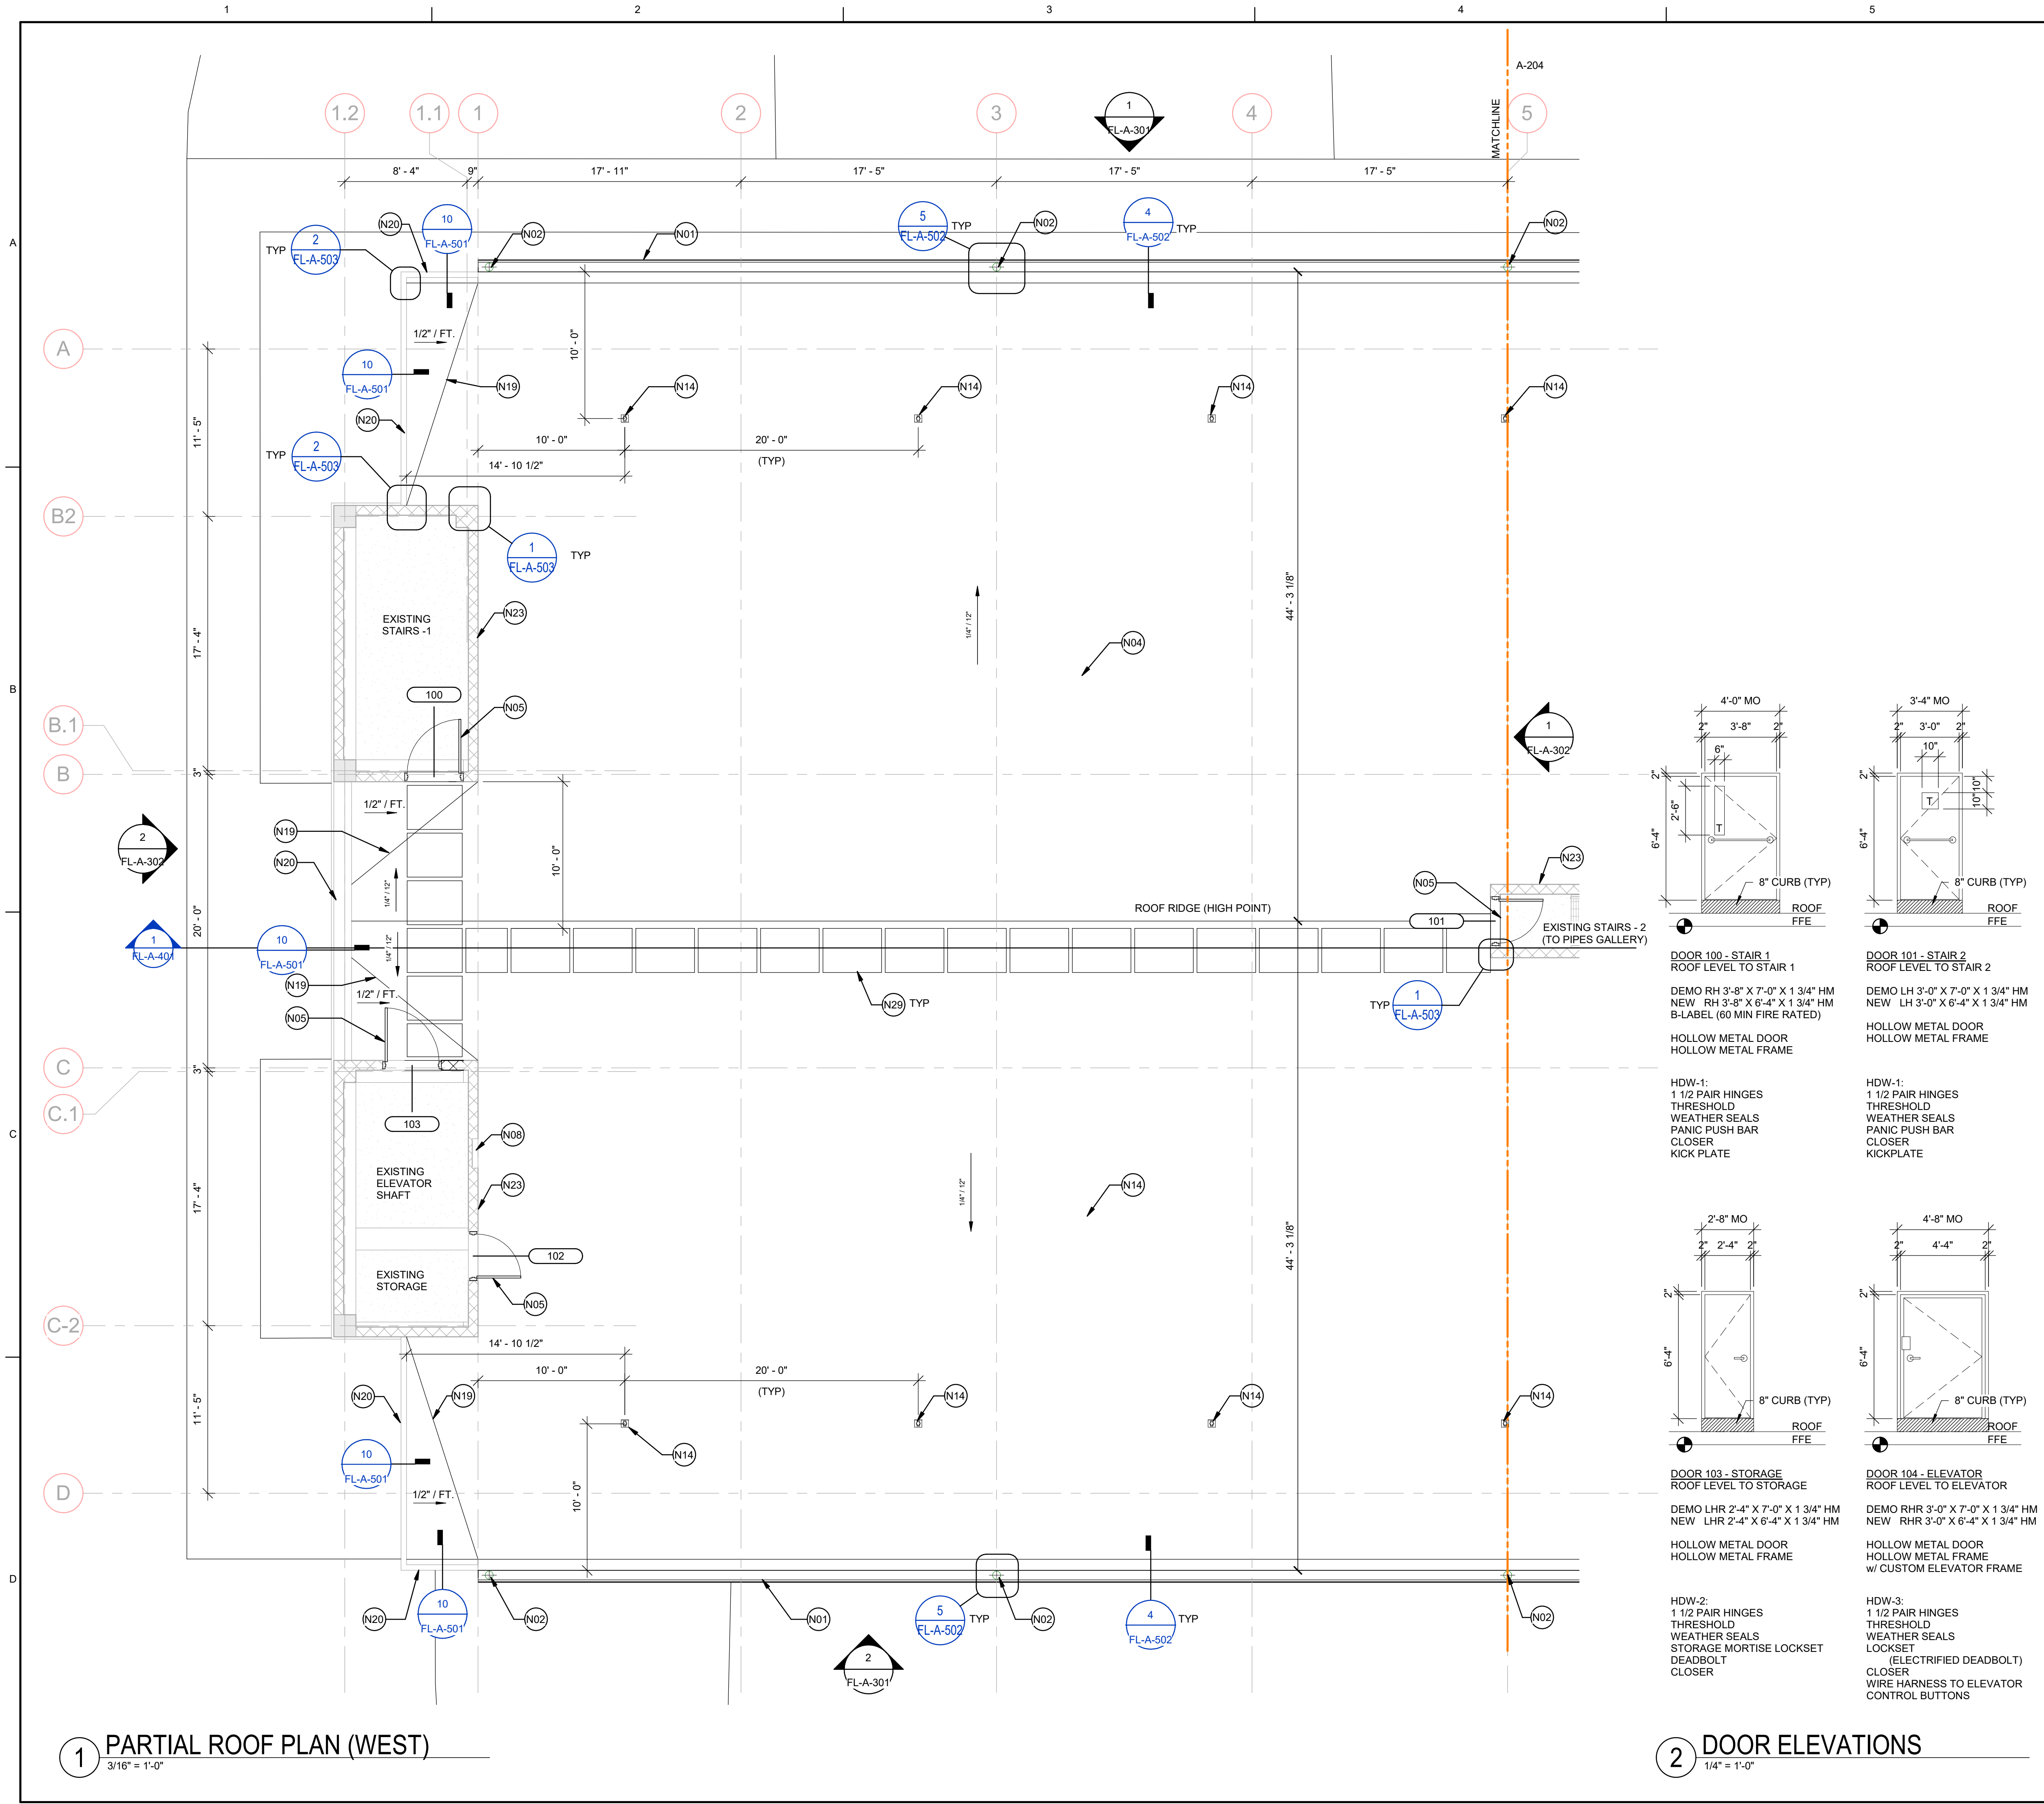 1 2 3 4 5
A-204
MATCHLINE
1.2 1.1 1 2 3 4 5
1
FL-A-301
8' - 4" 9" 17' - 11" 17' - 5" 17' - 5" 17' - 5"
A
N20
10
FL-A-501
N02
N01
5
FL-A-502
TYP
N02
4
FL-A-502
TYP
N02
TYP
2
FL-A-503
1/2" / FT.
A
10
FL-A-501
10' - 0"
N19
N14
N14
N14
N14
N20
11' - 5"
10' - 0"
20' - 0"
(TYP)
TYP
2
FL-A-503
14' - 10 1/2"
B2
1
FL-A-503
TYP
EXISTING
STAIRS -1
N23
17' - 4"
1/4" / 12"
44' - 3 1/8"
N04
B
100
N05
B.1
1
FL-A-302
B
3"
1/2" / FT.
N19
N20
10' - 0"
2
FL-A-302
1/4" / 12"
20' - 0"
N23
N05
ROOF RIDGE (HIGH POINT)
101
EXISTING STAIRS - 2
(TO PIPES GALLERY)
1
FL-A-401
10
FL-A-501
1/4" / 12"
N19
1/2" / FT.
N05
N29 TYP
TYP
1
FL-A-503
C
3"
C.1
103
C
N08
EXISTING
ELEVATOR
SHAFT
N23
17' - 4"
1/4" / 12"
N14
44' - 3 1/8"
102
EXISTING
STORAGE
N05
C-2
14' - 10 1/2"
10' - 0"
20' - 0"
(TYP)
N20
N19
N14
N14
N14
11' - 5"
N14
10
FL-A-501
1/2" / FT.
10' - 0"
D
D
N20
10
FL-A-501
N02
N01
5
FL-A-502
TYP
N02
4
FL-A-502
TYP
N02
2
FL-A-301
1
PARTIAL ROOF PLAN (WEST)
3/16" = 1'-0"
4'-0" MO
2" 3'-8" 2"
6"
2"
2'-6"
T
6'-4"
8" CURB (TYP)
ROOF
FFE
DOOR 100 - STAIR 1
ROOF LEVEL TO STAIR 1
DEMO RH 3'-8" X 7'-0" X 1 3/4" HM
NEW RH 3'-8" X 6'-4" X 1 3/4" HM
B-LABEL (60 MIN FIRE RATED)
HOLLOW METAL DOOR
HOLLOW METAL FRAME
HDW-1:
1 1/2 PAIR HINGES
THRESHOLD
WEATHER SEALS
PANIC PUSH BAR
CLOSER
KICK PLATE
3'-4" MO
2" 3'-0" 2"
10"
2"
10" 10"
T
6'-4"
8" CURB (TYP)
ROOF
FFE
DOOR 101 - STAIR 2
ROOF LEVEL TO STAIR 2
DEMO LH 3'-0" X 7'-0" X 1 3/4" HM
NEW LH 3'-0" X 6'-4" X 1 3/4" HM
HOLLOW METAL DOOR
HOLLOW METAL FRAME
HDW-1:
1 1/2 PAIR HINGES
THRESHOLD
WEATHER SEALS
PANIC PUSH BAR
CLOSER
KICKPLATE
2'-8" MO
2" 2'-4" 2"
2"
6'-4"
8" CURB (TYP)
ROOF
FFE
DOOR 103 - STORAGE
ROOF LEVEL TO STORAGE
DEMO LHR 2'-4" X 7'-0" X 1 3/4" HM
NEW LHR 2'-4" X 6'-4" X 1 3/4" HM
HOLLOW METAL DOOR
HOLLOW METAL FRAME
HDW-2:
1 1/2 PAIR HINGES
THRESHOLD
WEATHER SEALS
STORAGE MORTISE LOCKSET
DEADBOLT
CLOSER
4'-8" MO
2" 4'-4" 2"
2"
6'-4"
8" CURB (TYP)
ROOF
FFE
DOOR 104 - ELEVATOR
ROOF LEVEL TO ELEVATOR
DEMO RHR 3'-0" X 7'-0" X 1 3/4" HM
NEW RHR 3'-0" X 6'-4" X 1 3/4" HM
HOLLOW METAL DOOR
HOLLOW METAL FRAME
w/ CUSTOM ELEVATOR FRAME
HDW-3:
1 1/2 PAIR HINGES
THRESHOLD
WEATHER SEALS
LOCKSET
(ELECTRIFIED DEADBOLT)
CLOSER
WIRE HARNESS TO ELEVATOR
CONTROL BUTTONS
2
DOOR ELEVATIONS
1/4" = 1'-0"